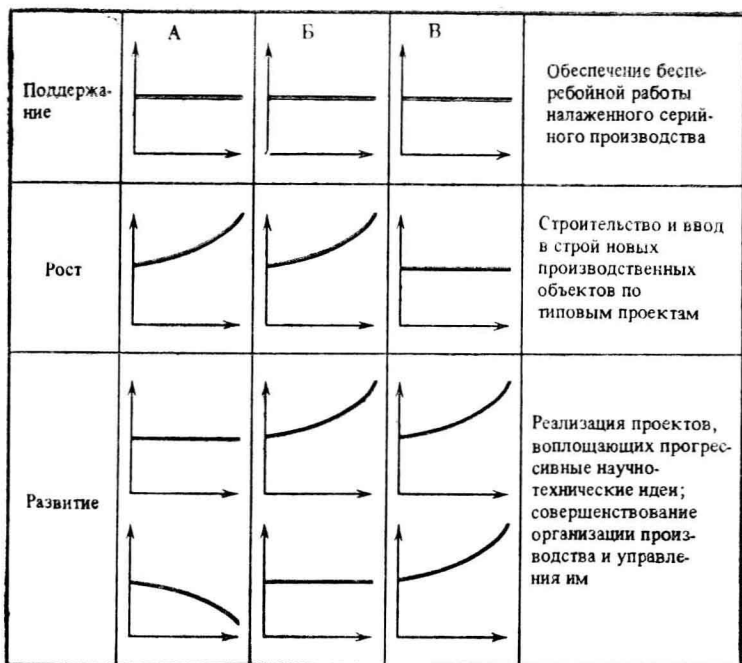 А
Б
В
Поддержа-
ние
Обеспечение беспе-
ребойной работы
налаженного серий-
ного производства
Рост
Строительство и ввод
в строй новых
производственных
объектов по
типовым проектам
Развитие
Реализация проектов,
воплощающих прогрес-
сивные научно-
технические идеи;
совершенствование
организации произ-
водства и управле-
ния им